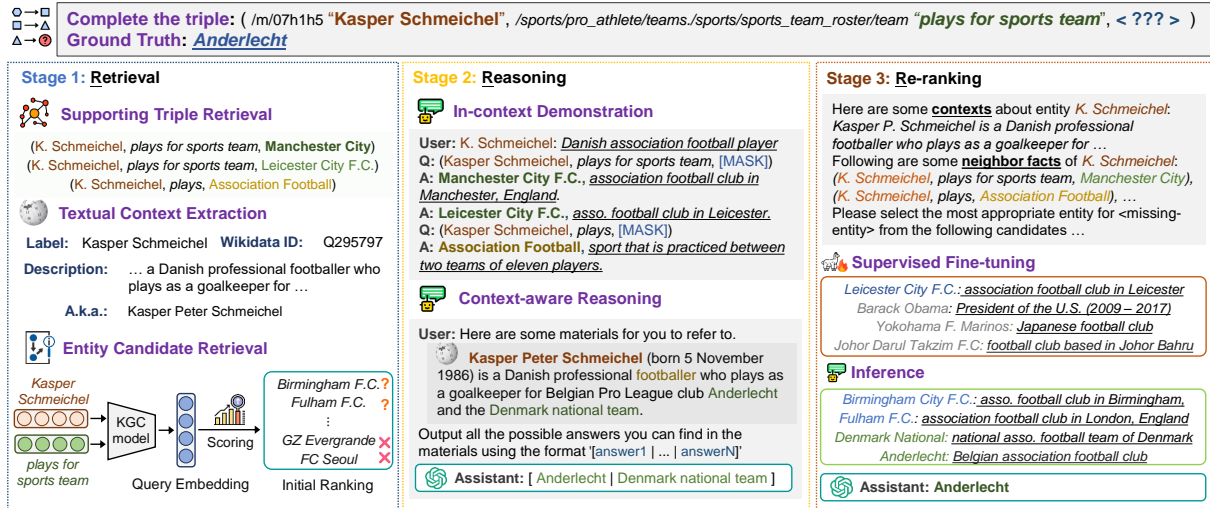 Complete the triple: ( /m/07h1h5 "Kasper Schmeichel", /sports/pro_athlete/teams./sports/sports_team_roster/team "plays for sports team", < ??? > )
Ground Truth: Anderlecht
Stage 1: Retrieval
Supporting Triple Retrieval
(K. Schmeichel, plays for sports team, Manchester City)
(K. Schmeichel, plays for sports team, Leicester City F.C.)
(K. Schmeichel, plays, Association Football)
Textual Context Extraction
Label: Kasper Schmeichel Wikidata ID: Q295797
Description: … a Danish professional footballer who
plays as a goalkeeper for …
A.k.a.: Kasper Peter Schmeichel
Entity Candidate Retrieval
Kasper
Schmeichel
plays for
sports team
KGC
model
Query Embedding
Scoring
Birmingham F.C. ?
Fulham F.C. ?
⋮
GZ Evergrande
FC Seoul
Initial Ranking
Stage 2: Reasoning
In-context Demonstration
User: K. Schmeichel: Danish association football player
Q: (Kasper Schmeichel, plays for sports team, [MASK])
A: Manchester City F.C., association football club in
Manchester, England.
A: Leicester City F.C., asso. football club in Leicester.
Q: (Kasper Schmeichel, plays, [MASK])
A: Association Football, sport that is practiced between
two teams of eleven players.
Context-aware Reasoning
User: Here are some materials for you to refer to.
Kasper Peter Schmeichel (born 5 November
1986) is a Danish professional footballer who plays as
a goalkeeper for Belgian Pro League club Anderlecht
and the Denmark national team.
Output all the possible answers you can find in the
materials using the format '[answer1 | ... | answerN]'
Assistant: [ Anderlecht | Denmark national team ]
Stage 3: Re-ranking
Here are some contexts about entity K. Schmeichel:
Kasper P. Schmeichel is a Danish professional
footballer who plays as a goalkeeper for …
Following are some neighbor facts of K. Schmeichel:
(K. Schmeichel, plays for sports team, Manchester City),
(K. Schmeichel, plays, Association Football), …
Please select the most appropriate entity for <missing-
entity> from the following candidates …
Supervised Fine-tuning
Leicester City F.C.: association football club in Leicester
Barack Obama: President of the U.S. (2009 – 2017)
Yokohama F. Marinos: Japanese football club
Johor Darul Takzim F.C: football club based in Johor Bahru
Inference
Birmingham City F.C.: asso. football club in Birmingham,
Fulham F.C.: association football club in London, England
Denmark National: national asso. football team of Denmark
Anderlecht: Belgian association football club
Assistant: Anderlecht